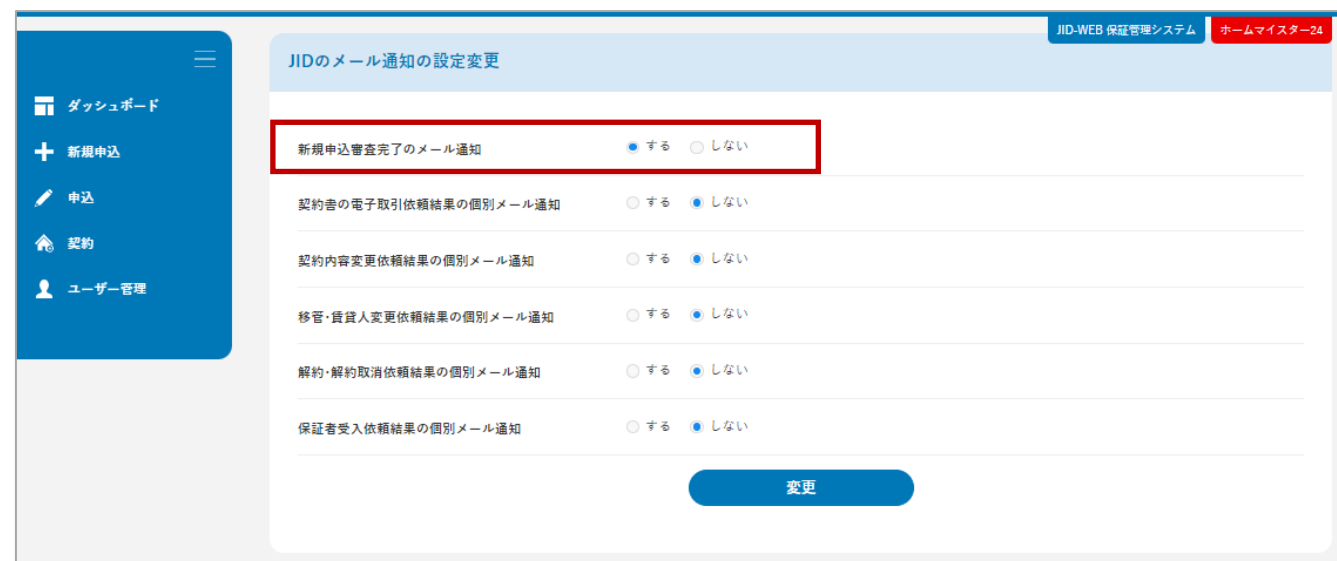 JID-WEB 保証管理システム ホームマイスター24
JIDのメール通知の設定変更
ダッシュボード
新規申込
申込
契約
ユーザー管理
新規申込審査完了のメール通知 する しない
契約書の電子取引依頼結果の個別メール通知 する しない
契約内容変更依頼結果の個別メール通知 する しない
移管・賃貸人変更依頼結果の個別メール通知 する しない
解約・解約取消依頼結果の個別メール通知 する しない
保証者受入依頼結果の個別メール通知 する しない
変更